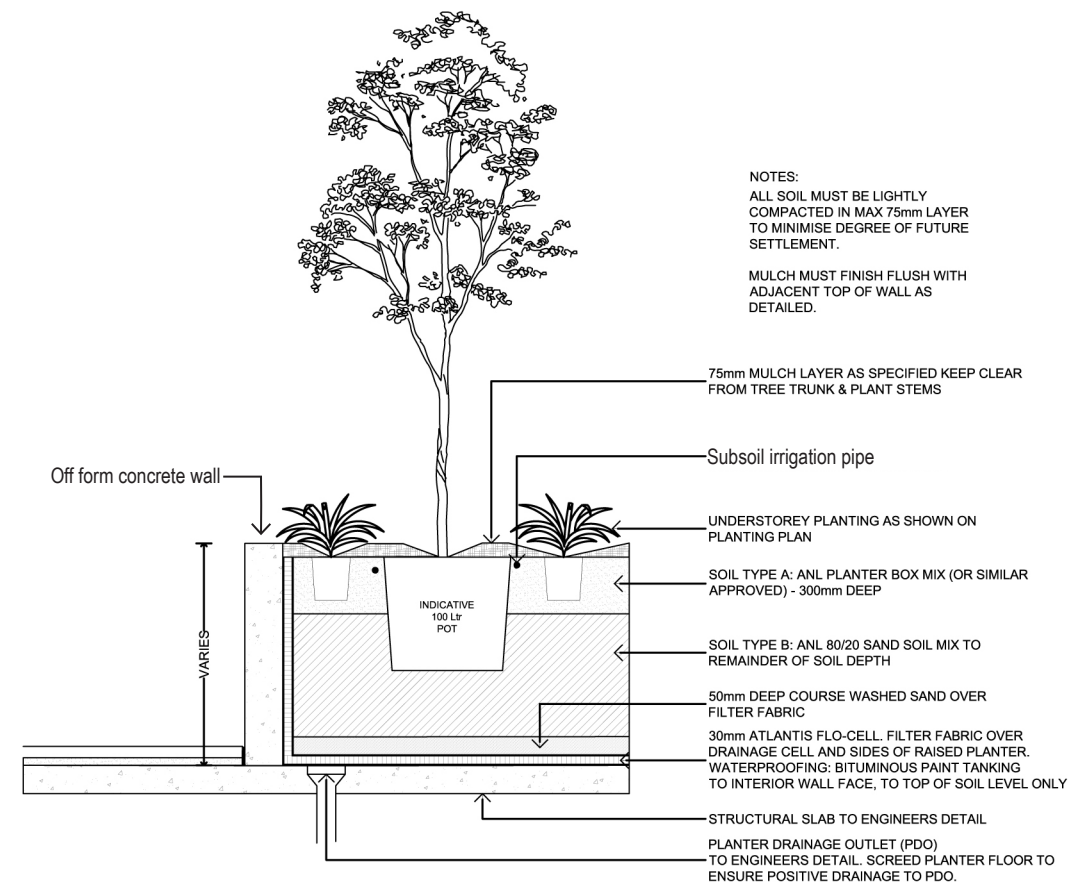 NOTES:
ALL SOIL MUST BE LIGHTLY
COMPACTED IN MAX 75mm LAYER
TO MINIMISE DEGREE OF FUTURE
SETTLEMENT.
MULCH MUST FINISH FLUSH WITH
ADJACENT TOP OF WALL AS
DETAILED.
75mm MULCH LAYER AS SPECIFIED KEEP CLEAR
FROM TREE TRUNK & PLANT STEMS
Subsoil irrigation pipe
Off form concrete wall
UNDERSTOREY PLANTING AS SHOWN ON
PLANTING PLAN
SOIL TYPE A: ANL PLANTER BOX MIX (OR SIMILAR
APPROVED) - 300mm DEEP
INDICATIVE
100 Ltr
POT
VARIES
SOIL TYPE B: ANL 80/20 SAND SOIL MIX TO
REMAINDER OF SOIL DEPTH
50mm DEEP COURSE WASHED SAND OVER
FILTER FABRIC
30mm ATLANTIS FLO-CELL. FILTER FABRIC OVER
DRAINAGE CELL AND SIDES OF RAISED PLANTER.
WATERPROOFING: BITUMINOUS PAINT TANKING
TO INTERIOR WALL FACE, TO TOP OF SOIL LEVEL ONLY
STRUCTURAL SLAB TO ENGINEERS DETAIL
PLANTER DRAINAGE OUTLET (PDO)
TO ENGINEERS DETAIL. SCREED PLANTER FLOOR TO
ENSURE POSITIVE DRAINAGE TO PDO.